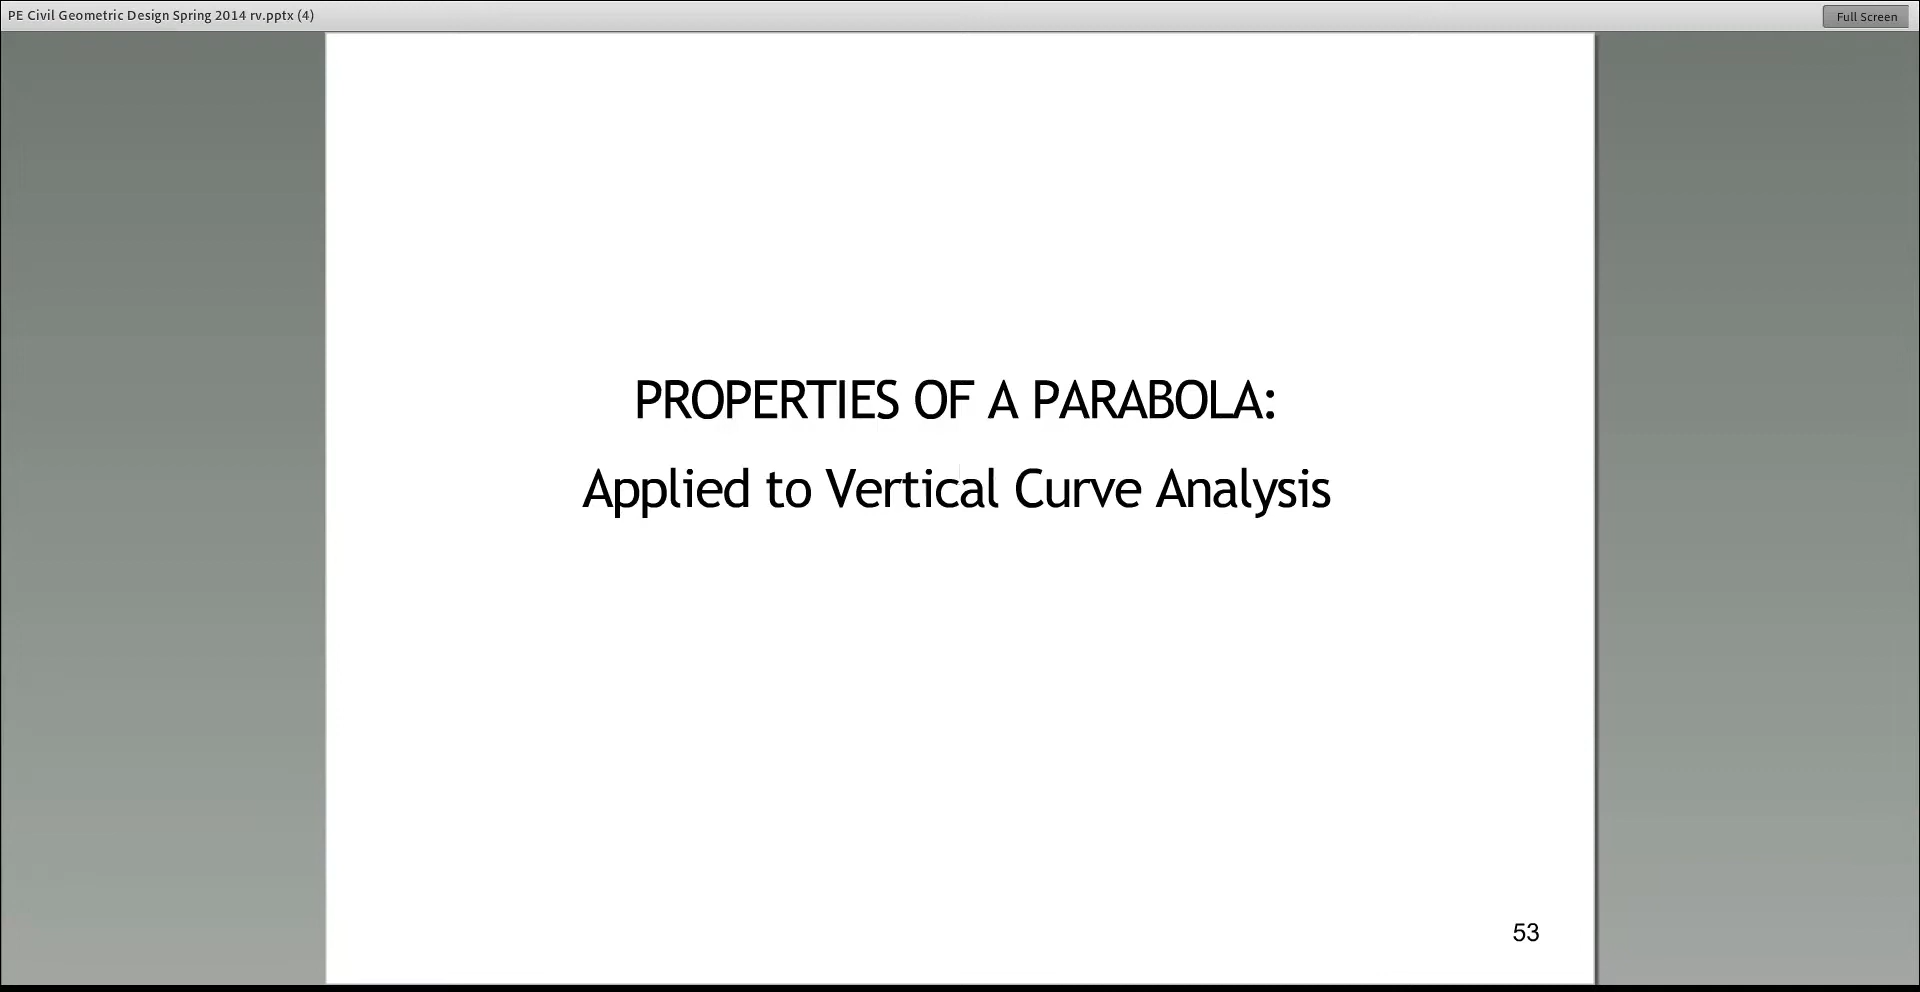 PE Civil Geometric Design Spring 2014 rv.pptx (4)
Full Screen
PROPERTIES OF A PARABOLA:
Applied to Vertical Curve Analysis
53